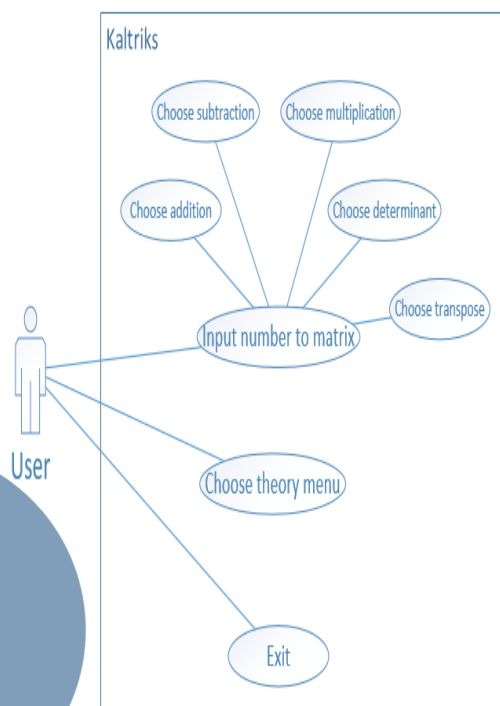 Kaltriks
Choose subtraction
Choose multiplication
Choose addition
Choose determinant
Choose transpose
Input number to matrix
User
Choose theory menu
Exit